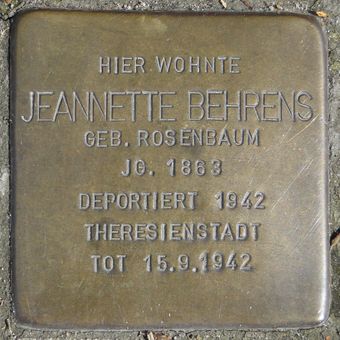 HIER WOHNTE
JEANNETTE BEHRENS
GEB. ROSENBAUM
JG. 1863
DEPORTIERT 1942
THERESIENSTADT
TOT 15.9.1942